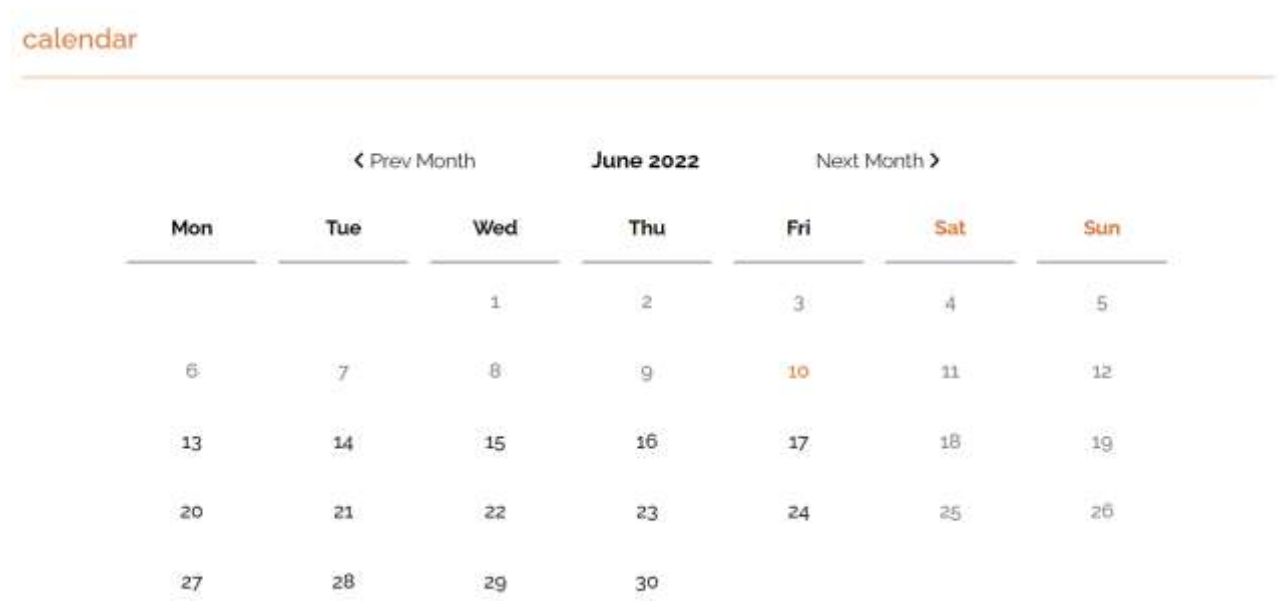 calendar
Prev Month June 2022 Next Month
Mon Tue Wed Thu Fri Sat Sun
1 2 3 4 5
6 7 8 9 10 11 12
13 14 15 16 17 18 19
20 21 22 23 24 25 26
27 28 29 30